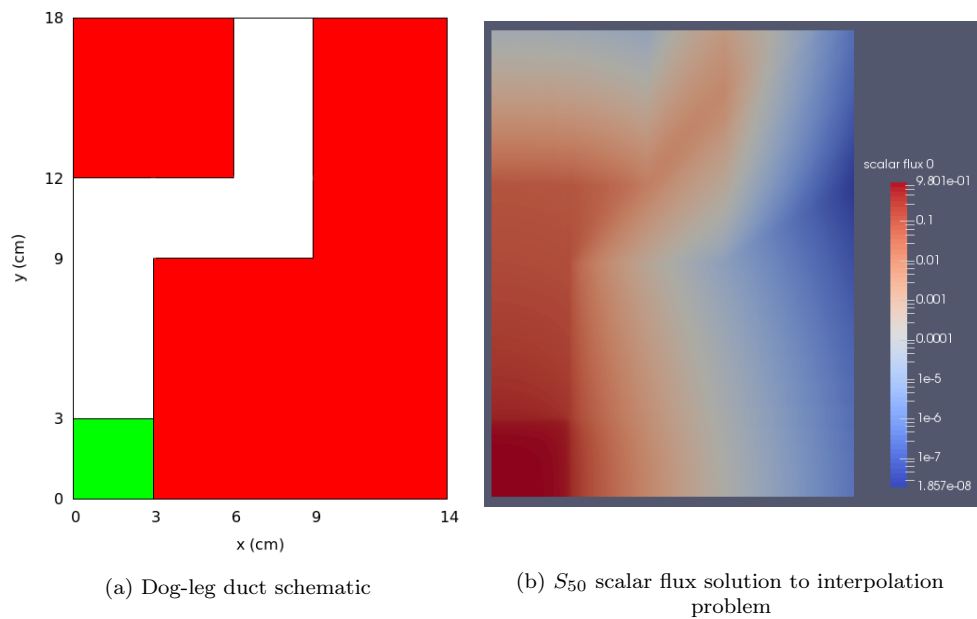 18
12
9
3
0
y (cm)
0
3
6
9
14
x (cm)
scalar flux 0
9.801e-01
0.1
0.01
0.001
0.0001
1e-5
1e-6
1e-7
1.857e-08
(a) Dog-leg duct schematic
(b) S50 scalar flux solution to interpolation
problem